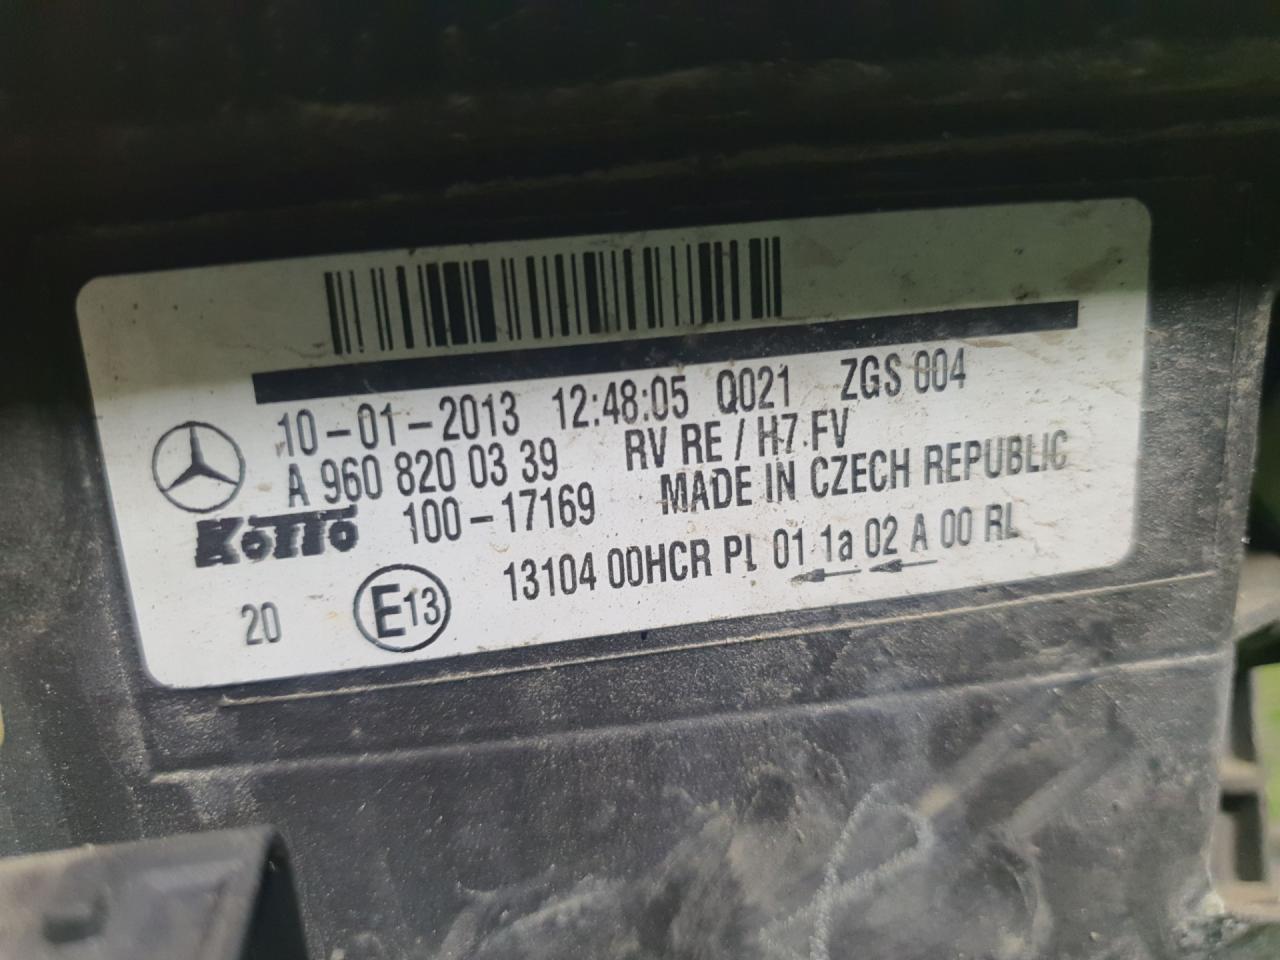 10-01-2013 12:48:05 Q021 ZGS 004
A 960 820 03 39 RV RE / H7 FV
100-17169 MADE IN CZECH REPUBLIC
13104 00HCR PL 01 1a 02 A 00 RL
20 E13